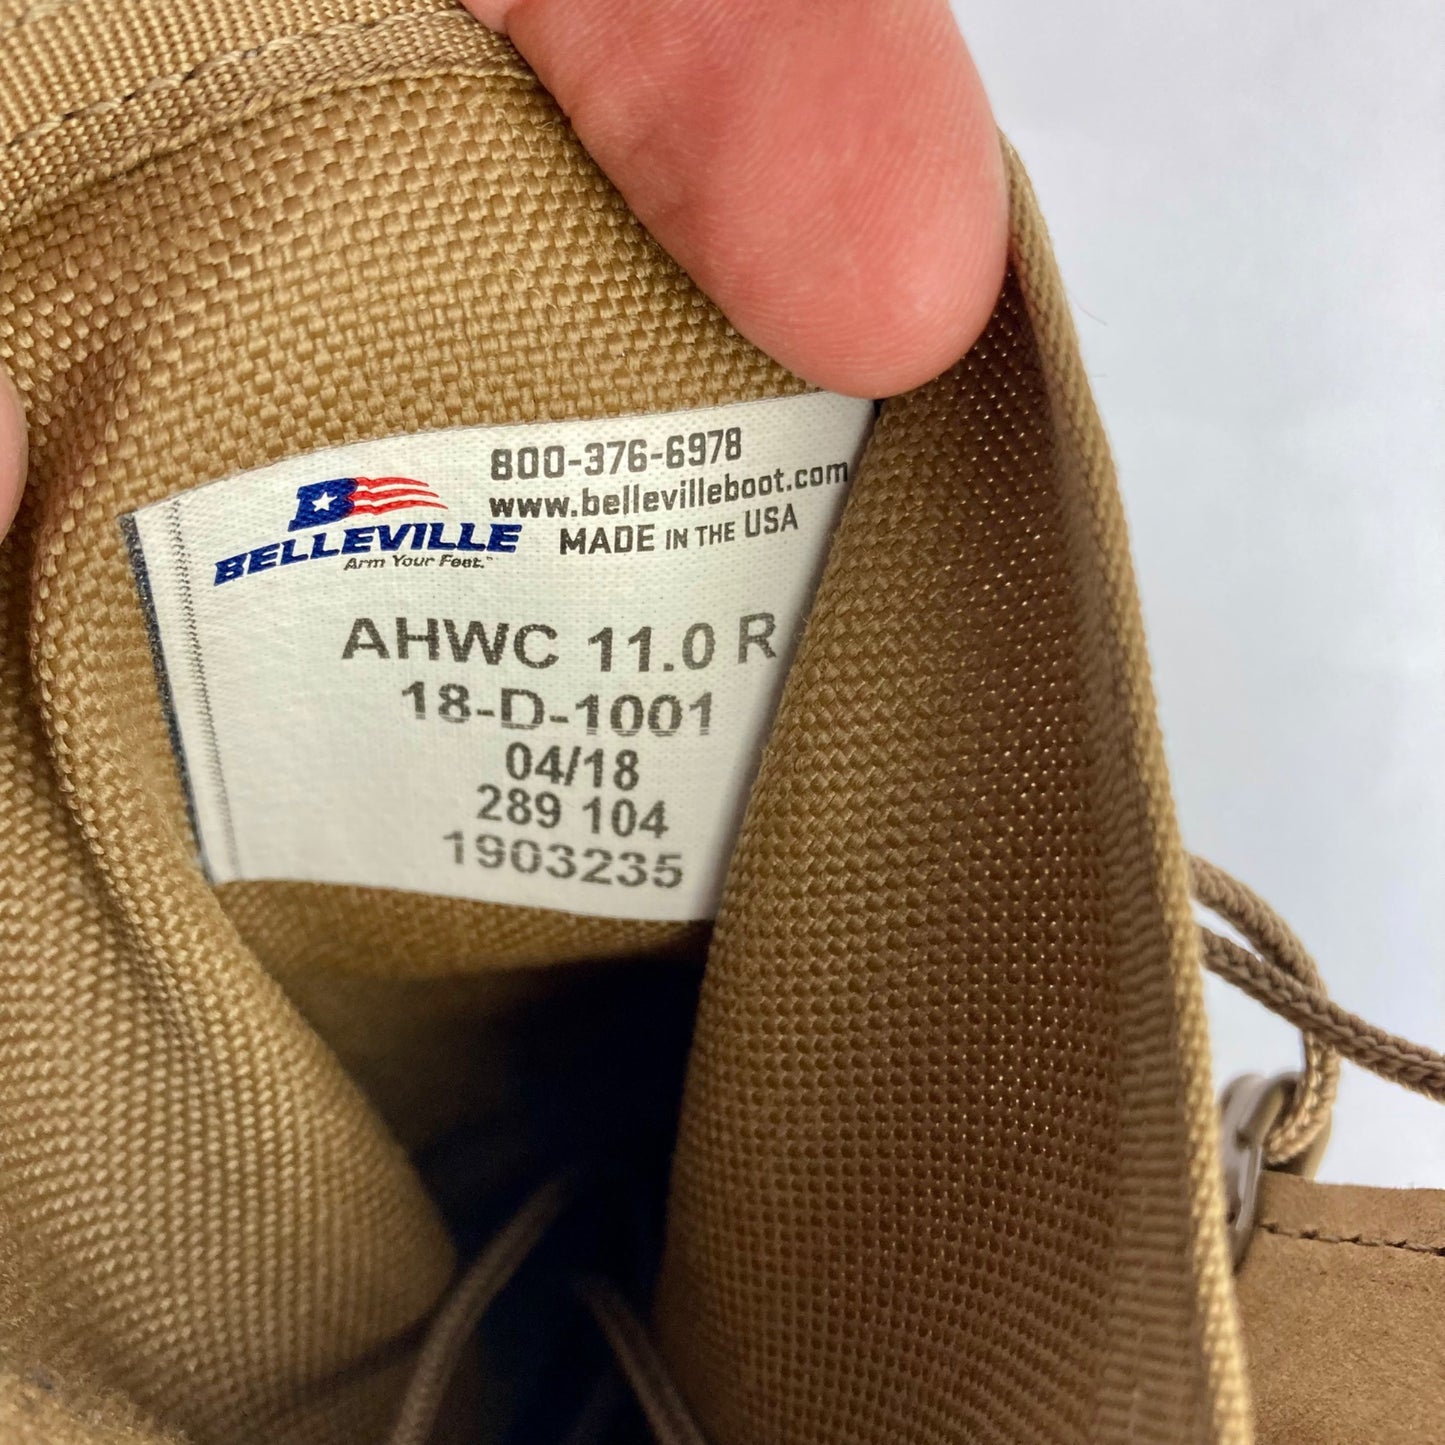 800-376-6978
www.bellevilleboot.com
MADE IN THE USA
B
BELLEVILLE
Arm Your Feet.™
AHWC 11.0 R
18-D-1001
04/18
289 104
1903235